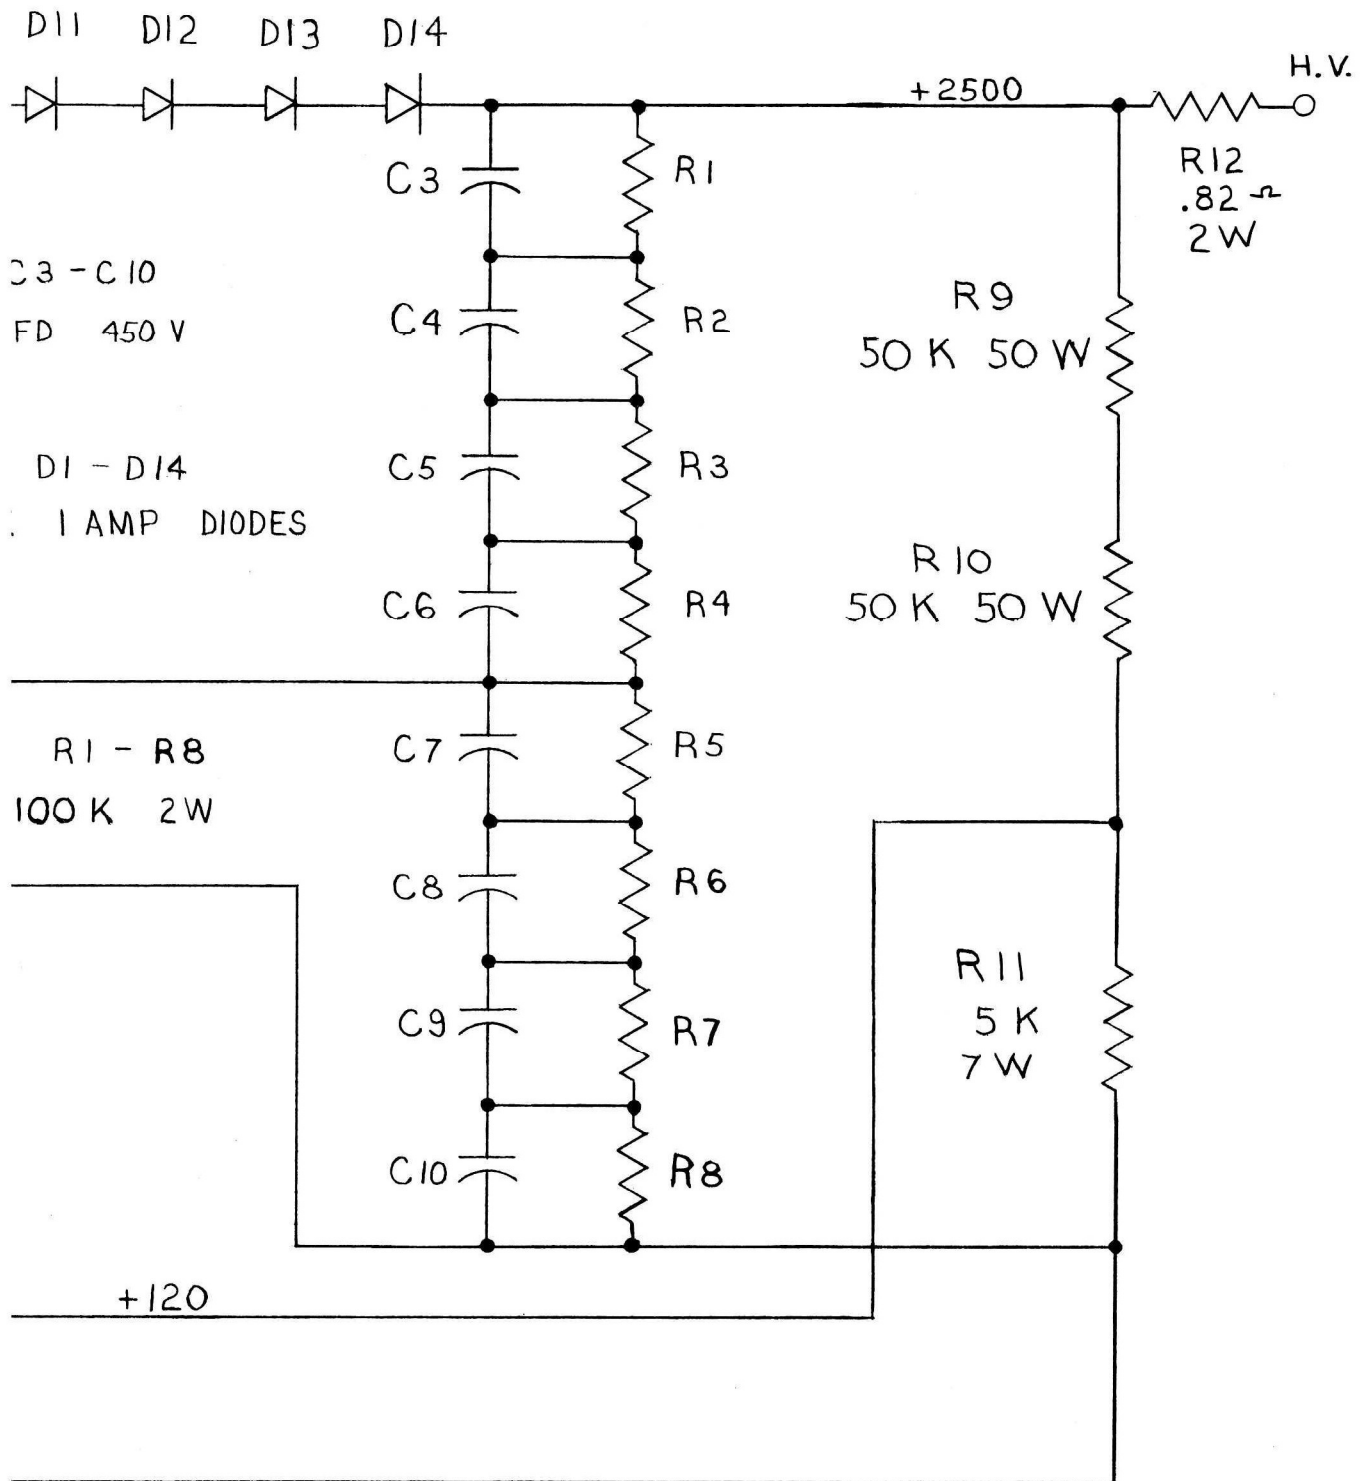 D11 D12 D13 D14
H.V.
+2500
R12
.82 Ω
2W
C3
R1
C3 - C10
FD 450 V
C4
R2
R9
50 K 50 W
D1 - D14
. 1 AMP DIODES
C5
R3
R10
50 K 50 W
C6
R4
R1 - R8
100 K 2W
C7
R5
C8
R6
R11
5 K
7 W
C9
R7
C10
R8
+120